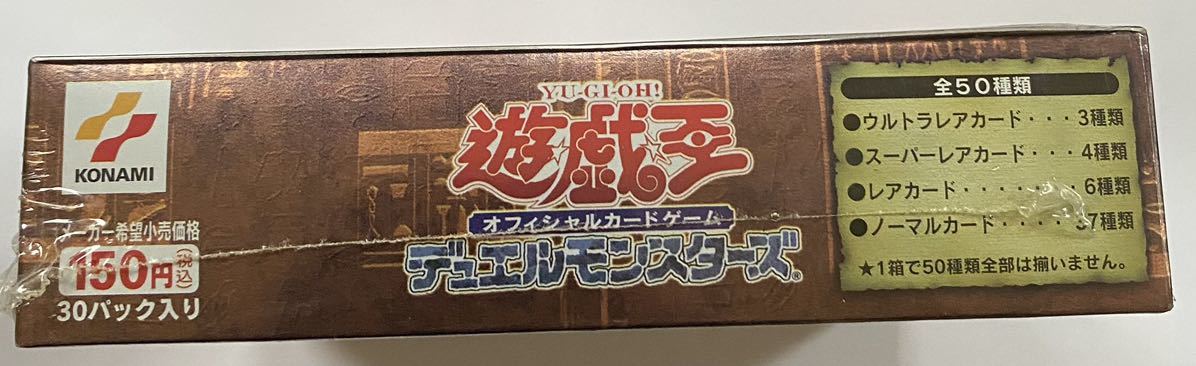 KONAMI
メーカー希望小売価格
150円(税込)
30パック入り
YU-GI-OH!
遊☆戯☆王
オフィシャルカードゲーム
デュエルモンスターズ®
全50種類
●ウルトラレアカード・・・3種類
●スーパーレアカード・・・4種類
●レアカード・・・・・・・6種類
●ノーマルカード・・・・37種類
★1箱で50種類全部は揃いません。